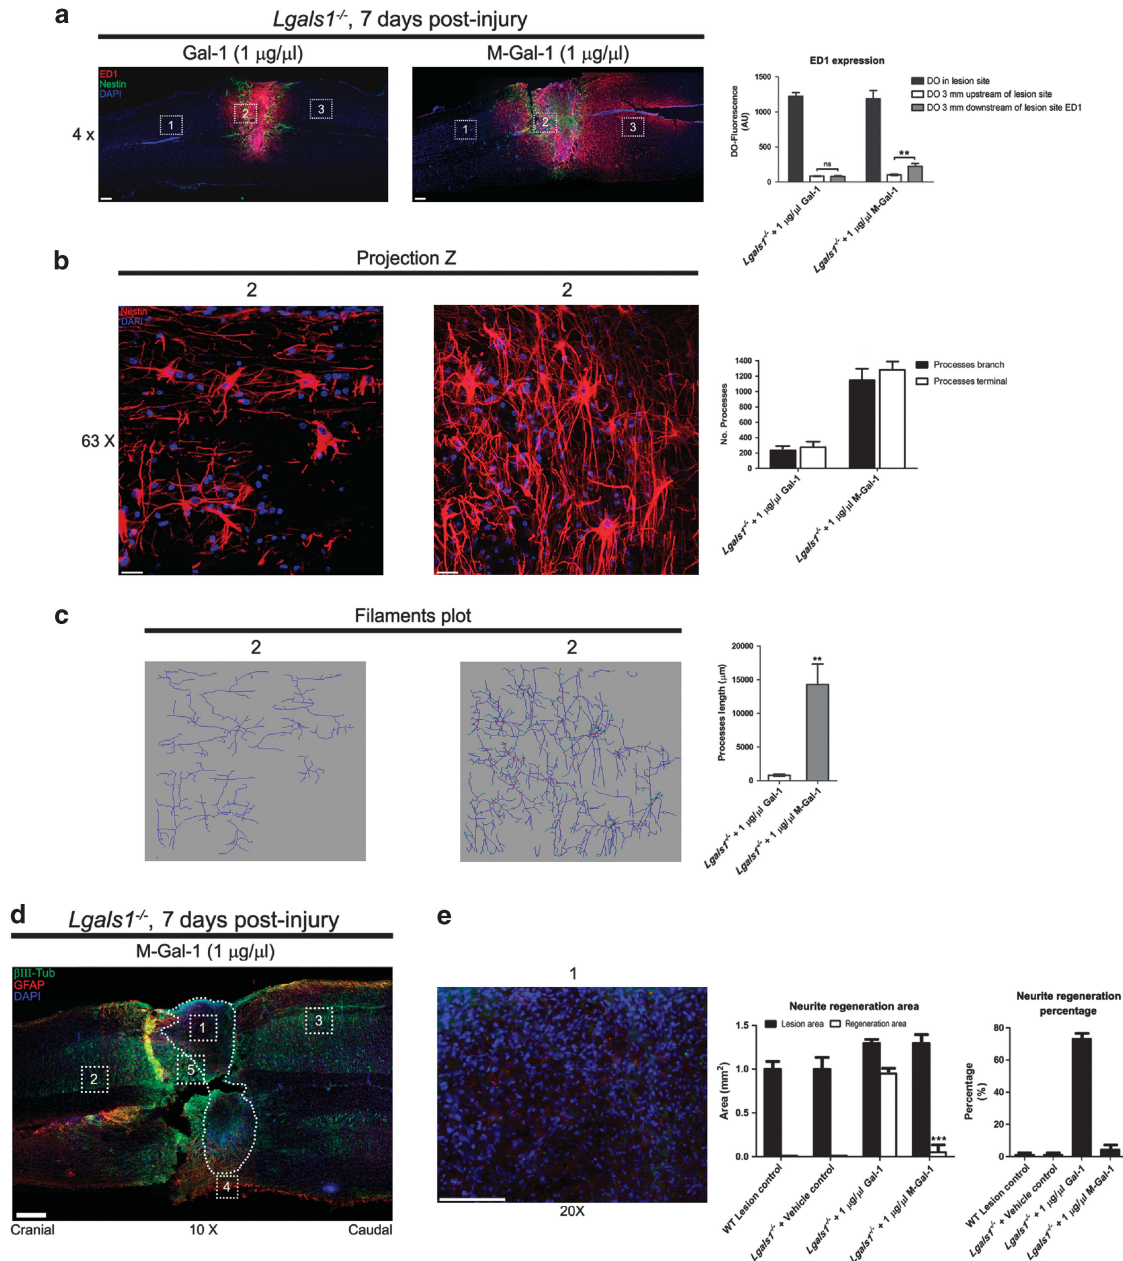 a
Lgals1-/-, 7 days post-injury
Gal-1 (1 μg/μl)
M-Gal-1 (1 μg/μl)
4 x
ED1
Nestin
DAPI
1
2
3
1
2
3
ED1 expression
DO-Fluorescence
(AU)
1500
1000
500
0
ns
**
DO in lesion site
DO 3 mm upstream of lesion site
DO 3 mm downstream of lesion site ED1
Lgals1-/- + 1 μg/μl Gal-1
Lgals1-/- + 1 μg/μl M-Gal-1
b
Projection Z
2
2
63 X
Nestin
DAPI
No. Processes
1400
1200
1000
800
600
400
200
0
Processes branch
Processes terminal
Lgals1-/- + 1 μg/μl Gal-1
Lgals1-/- + 1 μg/μl M-Gal-1
c
Filaments plot
2
2
Processes length (μm)
20000
15000
10000
5000
0
**
Lgals1-/- + 1 μg/μl Gal-1
Lgals1-/- + 1 μg/μl M-Gal-1
d
Lgals1-/-, 7 days post-injury
M-Gal-1 (1 μg/μl)
βIII-Tub
GFAP
DAPI
1
2
3
5
4
Cranial
10 X
Caudal
e
1
20X
Neurite regeneration area
Lesion area
Regeneration area
Area (mm2)
1.5
1.0
0.5
0.0
***
WT Lesion control
Lgals1-/- + Vehicle control
Lgals1-/- + 1 μg/μl Gal-1
Lgals1-/- + 1 μg/μl M-Gal-1
Neurite regeneration
percentage
Percentage
(%)
80
60
40
20
0
WT Lesion control
Lgals1-/- + Vehicle control
Lgals1-/- + 1 μg/μl Gal-1
Lgals1-/- + 1 μg/μl M-Gal-1